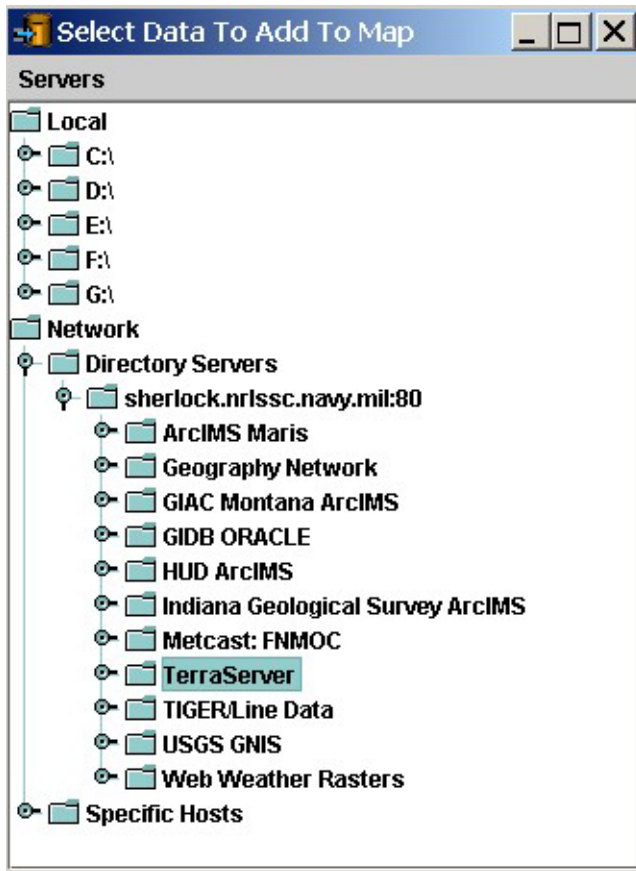 Select Data To Add To Map
Servers
Local
C:\
D:\
E:\
F:\
G:\
Network
Directory Servers
sherlock.nrlssc.navy.mil:80
ArcIMS Maris
Geography Network
GIAC Montana ArcIMS
GIDB ORACLE
HUD ArcIMS
Indiana Geological Survey ArcIMS
Metcast: FNMOC
TerraServer
TIGER/Line Data
USGS GNIS
Web Weather Rasters
Specific Hosts